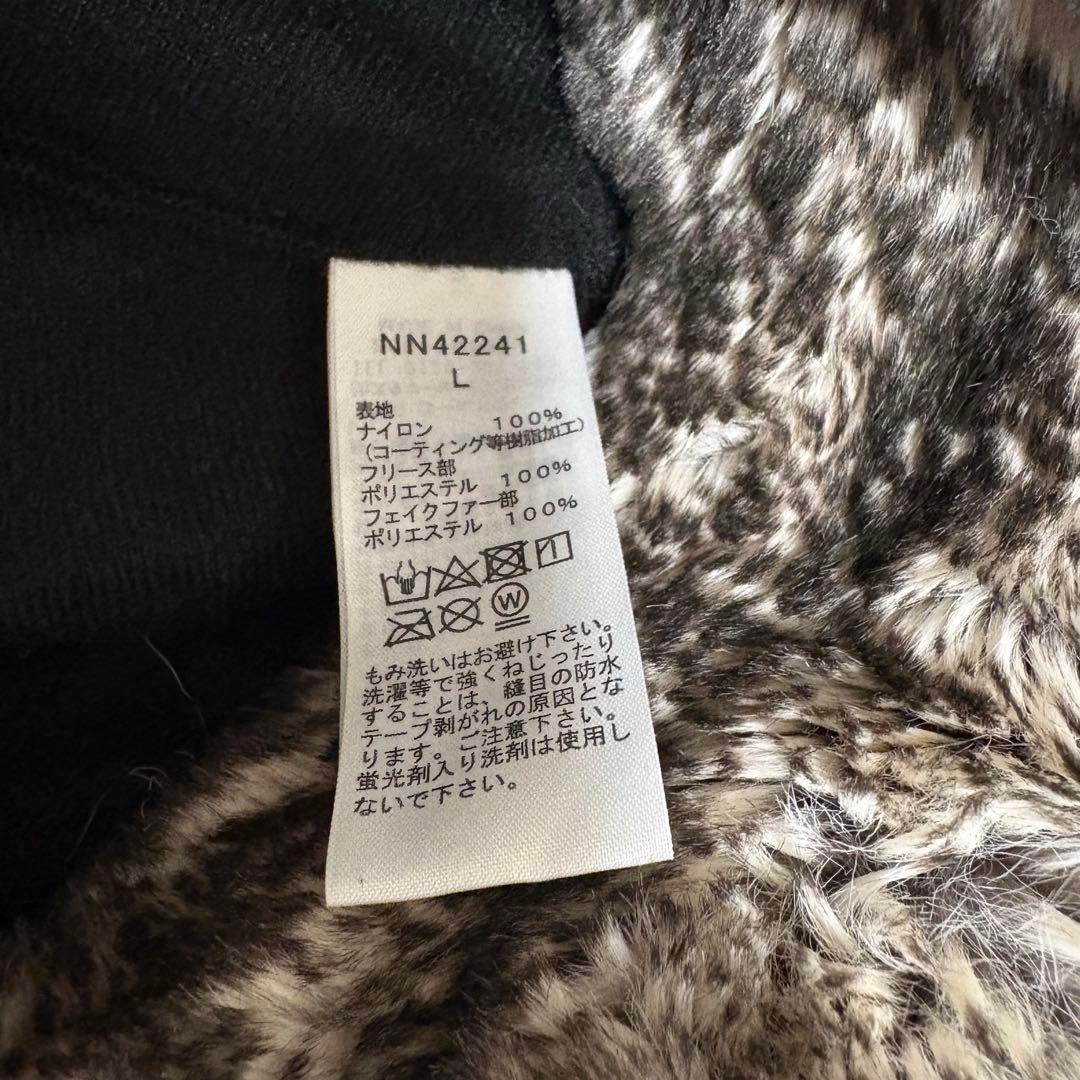 NN42241
L
表地
ナイロン 100%
(コーティング等樹脂加工)
フリース部
ポリエステル 100%
フェイクファー部
ポリエステル 100%
W
もみ洗いはお避け下さい。
洗濯等で強くねじったり
することは、縫目の防水
テープ剥がれの原因とな
ります。ご注意下さい。
蛍光剤入り洗剤は使用し
ないで下さい。